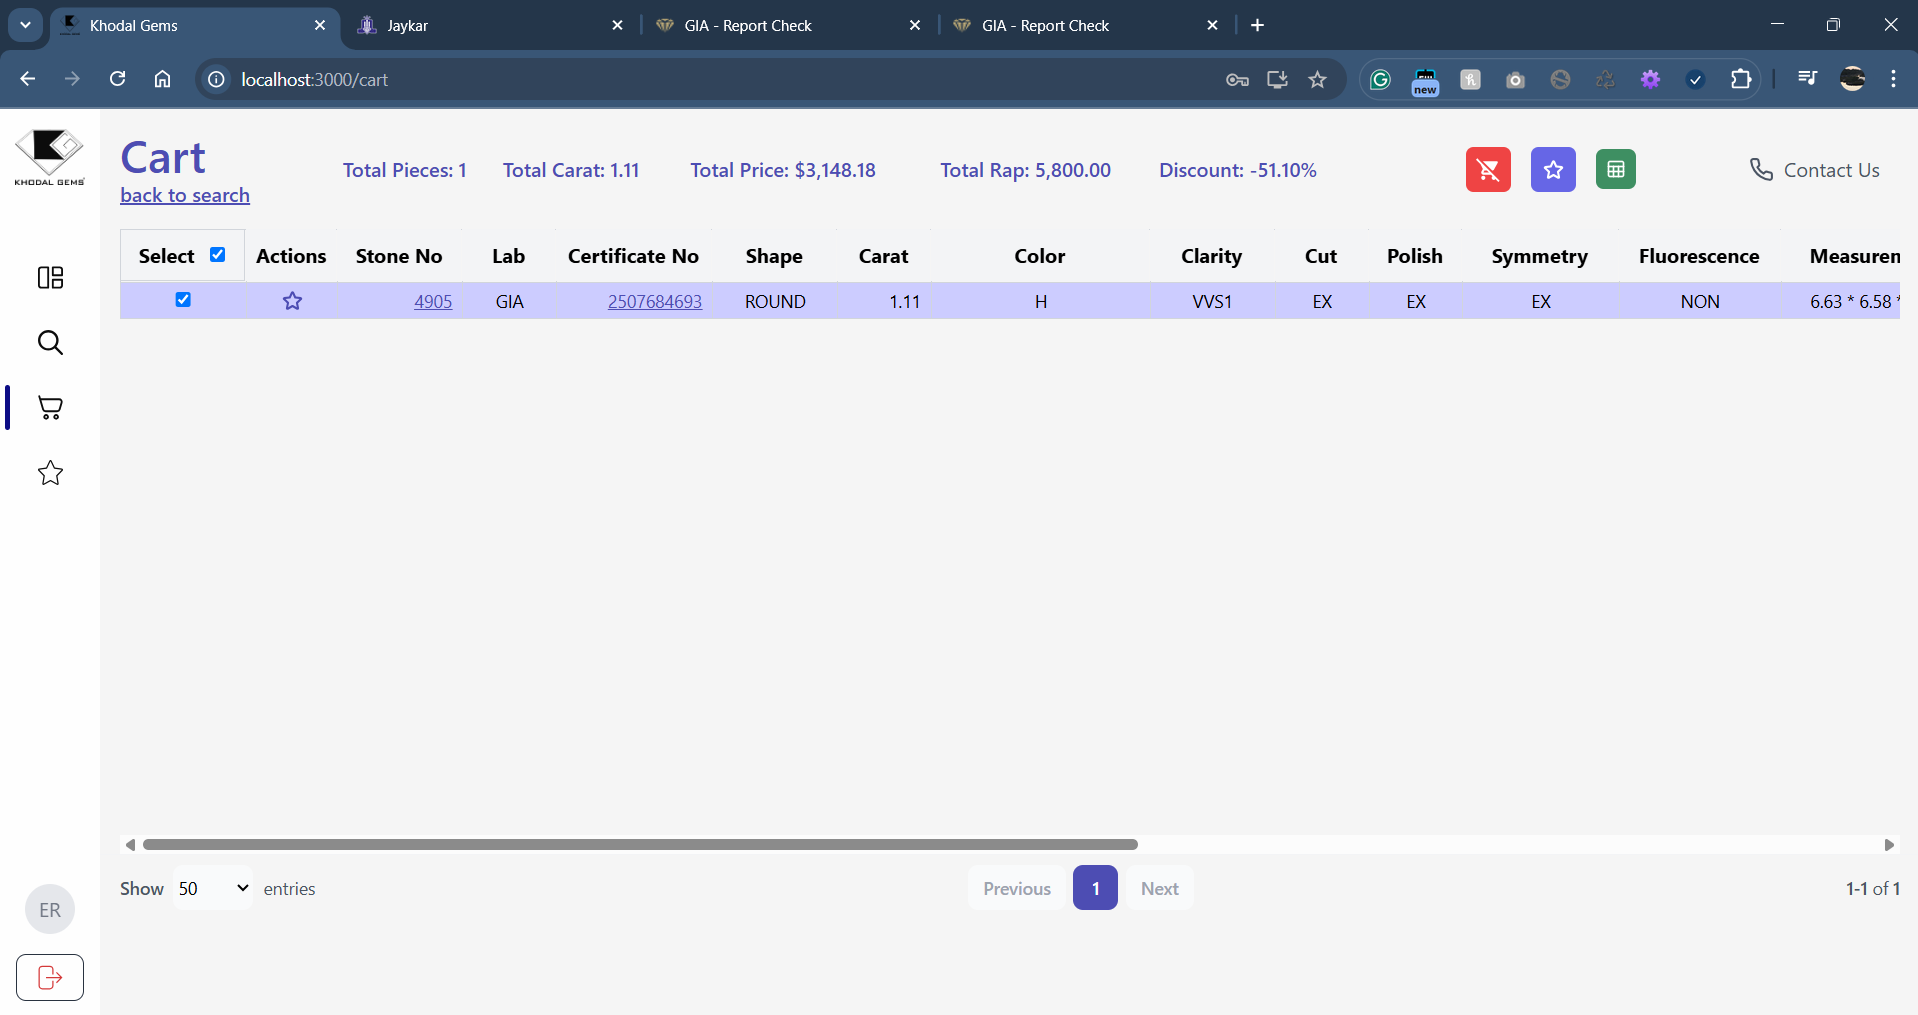 Khodal Gems
Jaykar
GIA - Report Check
GIA - Report Check
localhost:3000/cart
new
KHODAL GEMS
Cart
back to search
Total Pieces: 1
Total Carat: 1.11
Total Price: $3,148.18
Total Rap: 5,800.00
Discount: -51.10%
Contact Us
Select Actions Stone No Lab Certificate No Shape Carat Color Clarity Cut Polish Symmetry Fluorescence Measuren
4905 GIA 2507684693 ROUND 1.11 H VVS1 EX EX EX NON 6.63 * 6.58 *
Show 50 entries
Previous 1 Next
1-1 of 1
ER